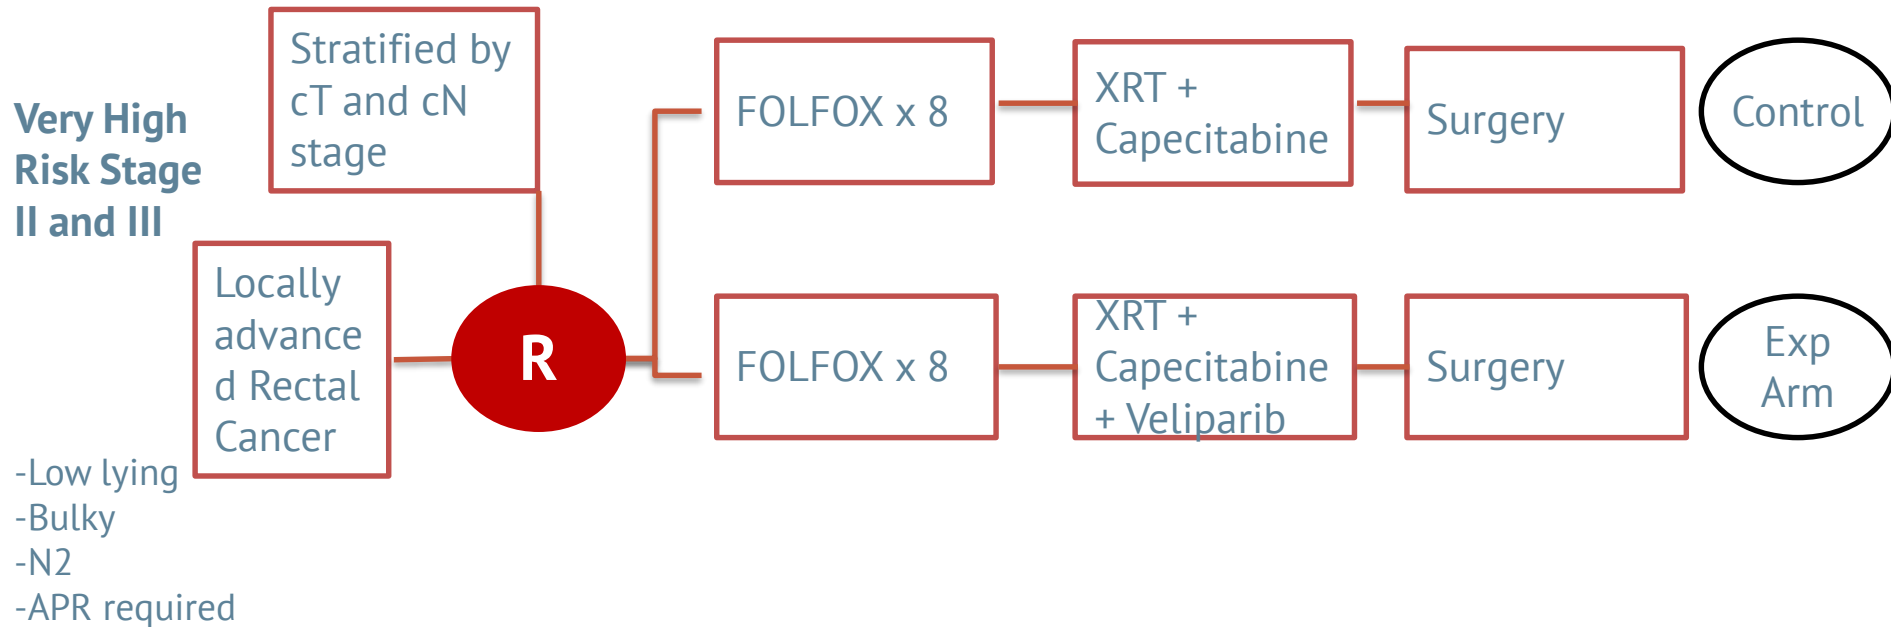 Very High
Risk Stage
II and III
Stratified by
cT and cN
stage
Locally
advance
d Rectal
Cancer
-Low lying
-Bulky
-N2
-APR required
R
FOLFOX x 8
XRT +
Capecitabine
Surgery
Control
FOLFOX x 8
XRT +
Capecitabine
+ Veliparib
Surgery
Exp
Arm